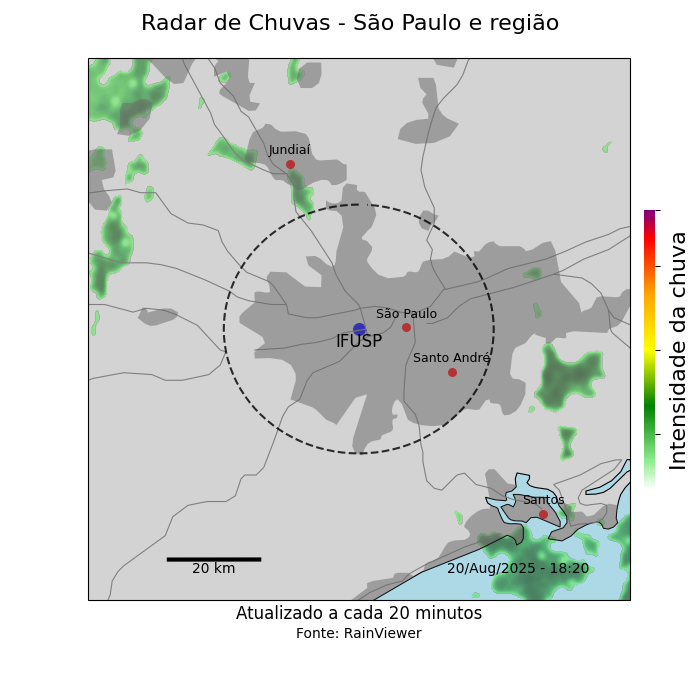 Radar de Chuvas - São Paulo e região
Jundiaí
São Paulo
IFUSP
Santo André
Santos
20 km
20/Aug/2025 - 18:20
Intensidade da chuva
Atualizado a cada 20 minutos
Fonte: RainViewer